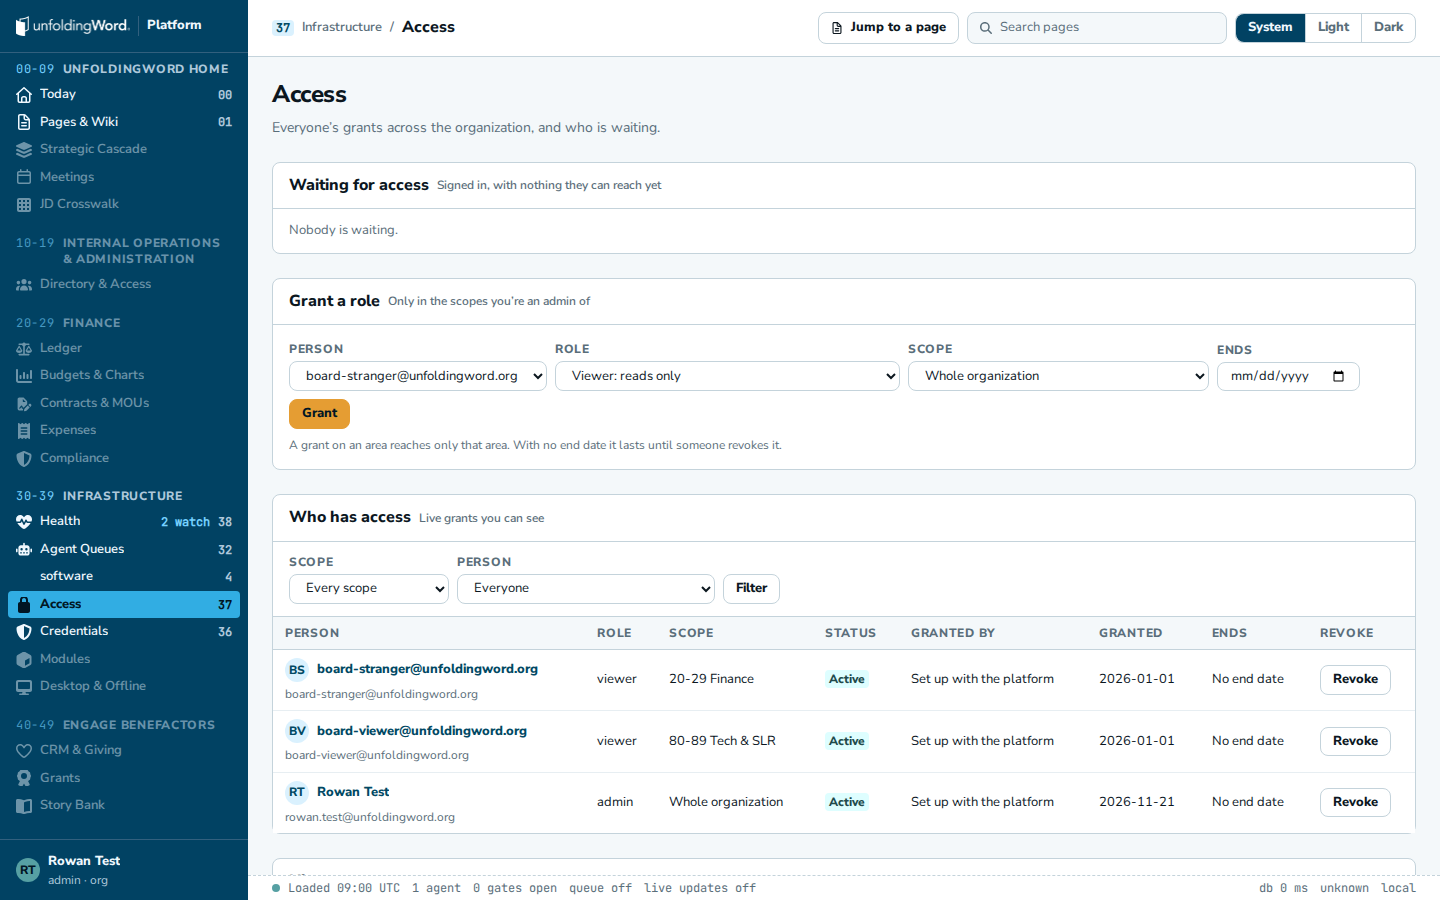 unfoldingWord. Platform
00-09 UNFOLDINGWORD HOME
Today 00
Pages & Wiki 01
Strategic Cascade
Meetings
JD Crosswalk
10-19 INTERNAL OPERATIONS
& ADMINISTRATION
Directory & Access
20-29 FINANCE
Ledger
Budgets & Charts
Contracts & MOUs
Expenses
Compliance
30-39 INFRASTRUCTURE
Health 2 watch 38
Agent Queues 32
software 4
Access 37
Credentials 36
Modules
Desktop & Offline
40-49 ENGAGE BENEFACTORS
CRM & Giving
Grants
Story Bank
RT Rowan Test
admin · org
37 Infrastructure / Access
Jump to a page
Search pages
System Light Dark
Access
Everyone's grants across the organization, and who is waiting.
Waiting for access Signed in, with nothing they can reach yet
Nobody is waiting.
Grant a role Only in the scopes you're an admin of
PERSON ROLE SCOPE ENDS
board-stranger@unfoldingword.org Viewer: reads only Whole organization mm/dd/yyyy
Grant
A grant on an area reaches only that area. With no end date it lasts until someone revokes it.
Who has access Live grants you can see
SCOPE PERSON
Every scope Everyone Filter
PERSON ROLE SCOPE STATUS GRANTED BY GRANTED ENDS REVOKE
BS board-stranger@unfoldingword.org
board-stranger@unfoldingword.org viewer 20-29 Finance Active Set up with the platform 2026-01-01 No end date Revoke
BV board-viewer@unfoldingword.org
board-viewer@unfoldingword.org viewer 80-89 Tech & SLR Active Set up with the platform 2026-01-01 No end date Revoke
RT Rowan Test
rowan.test@unfoldingword.org admin Whole organization Active Set up with the platform 2026-11-21 No end date Revoke
Loaded 09:00 UTC 1 agent 0 gates open queue off live updates off db 0 ms unknown local